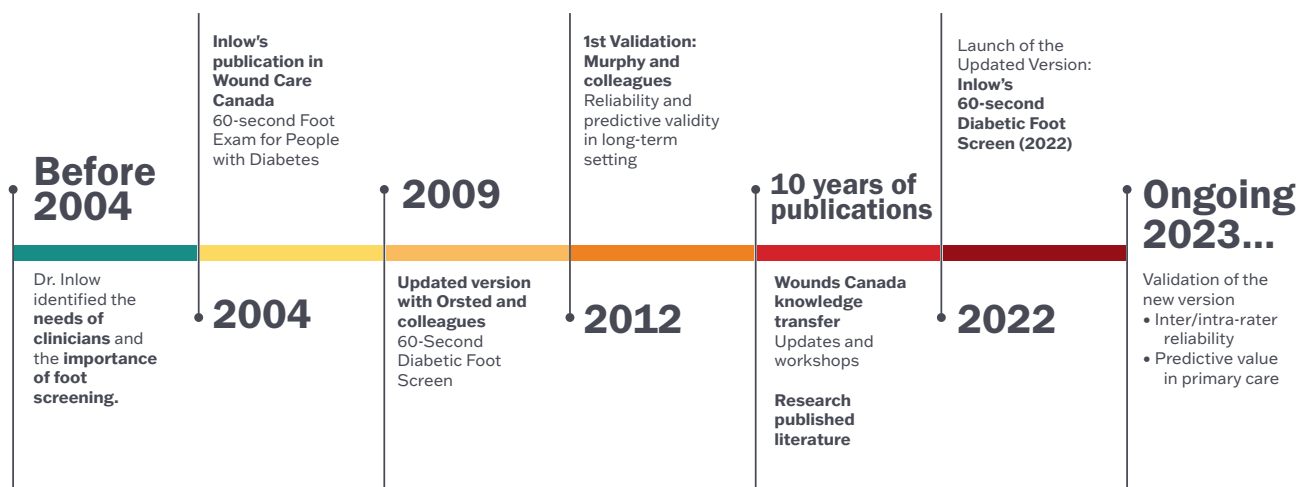 Before
2004
Dr. Inlow
identified the
needs of
clinicians and
the importance
of foot
screening.
Inlow's
publication in
Wound Care
Canada
60-second Foot
Exam for People
with Diabetes
2004
2009
Updated version
with Orsted and
colleagues
60-Second
Diabetic Foot
Screen
1st Validation:
Murphy and
colleagues
Reliability and
predictive validity
in long-term
setting
2012
10 years of
publications
Wounds Canada
knowledge
transfer
Updates and
workshops
Research
published
literature
Launch of the
Updated Version:
Inlow’s
60-second
Diabetic Foot
Screen (2022)
2022
Ongoing
2023...
Validation of the
new version
• Inter/intra-rater
reliability
• Predictive value
in primary care